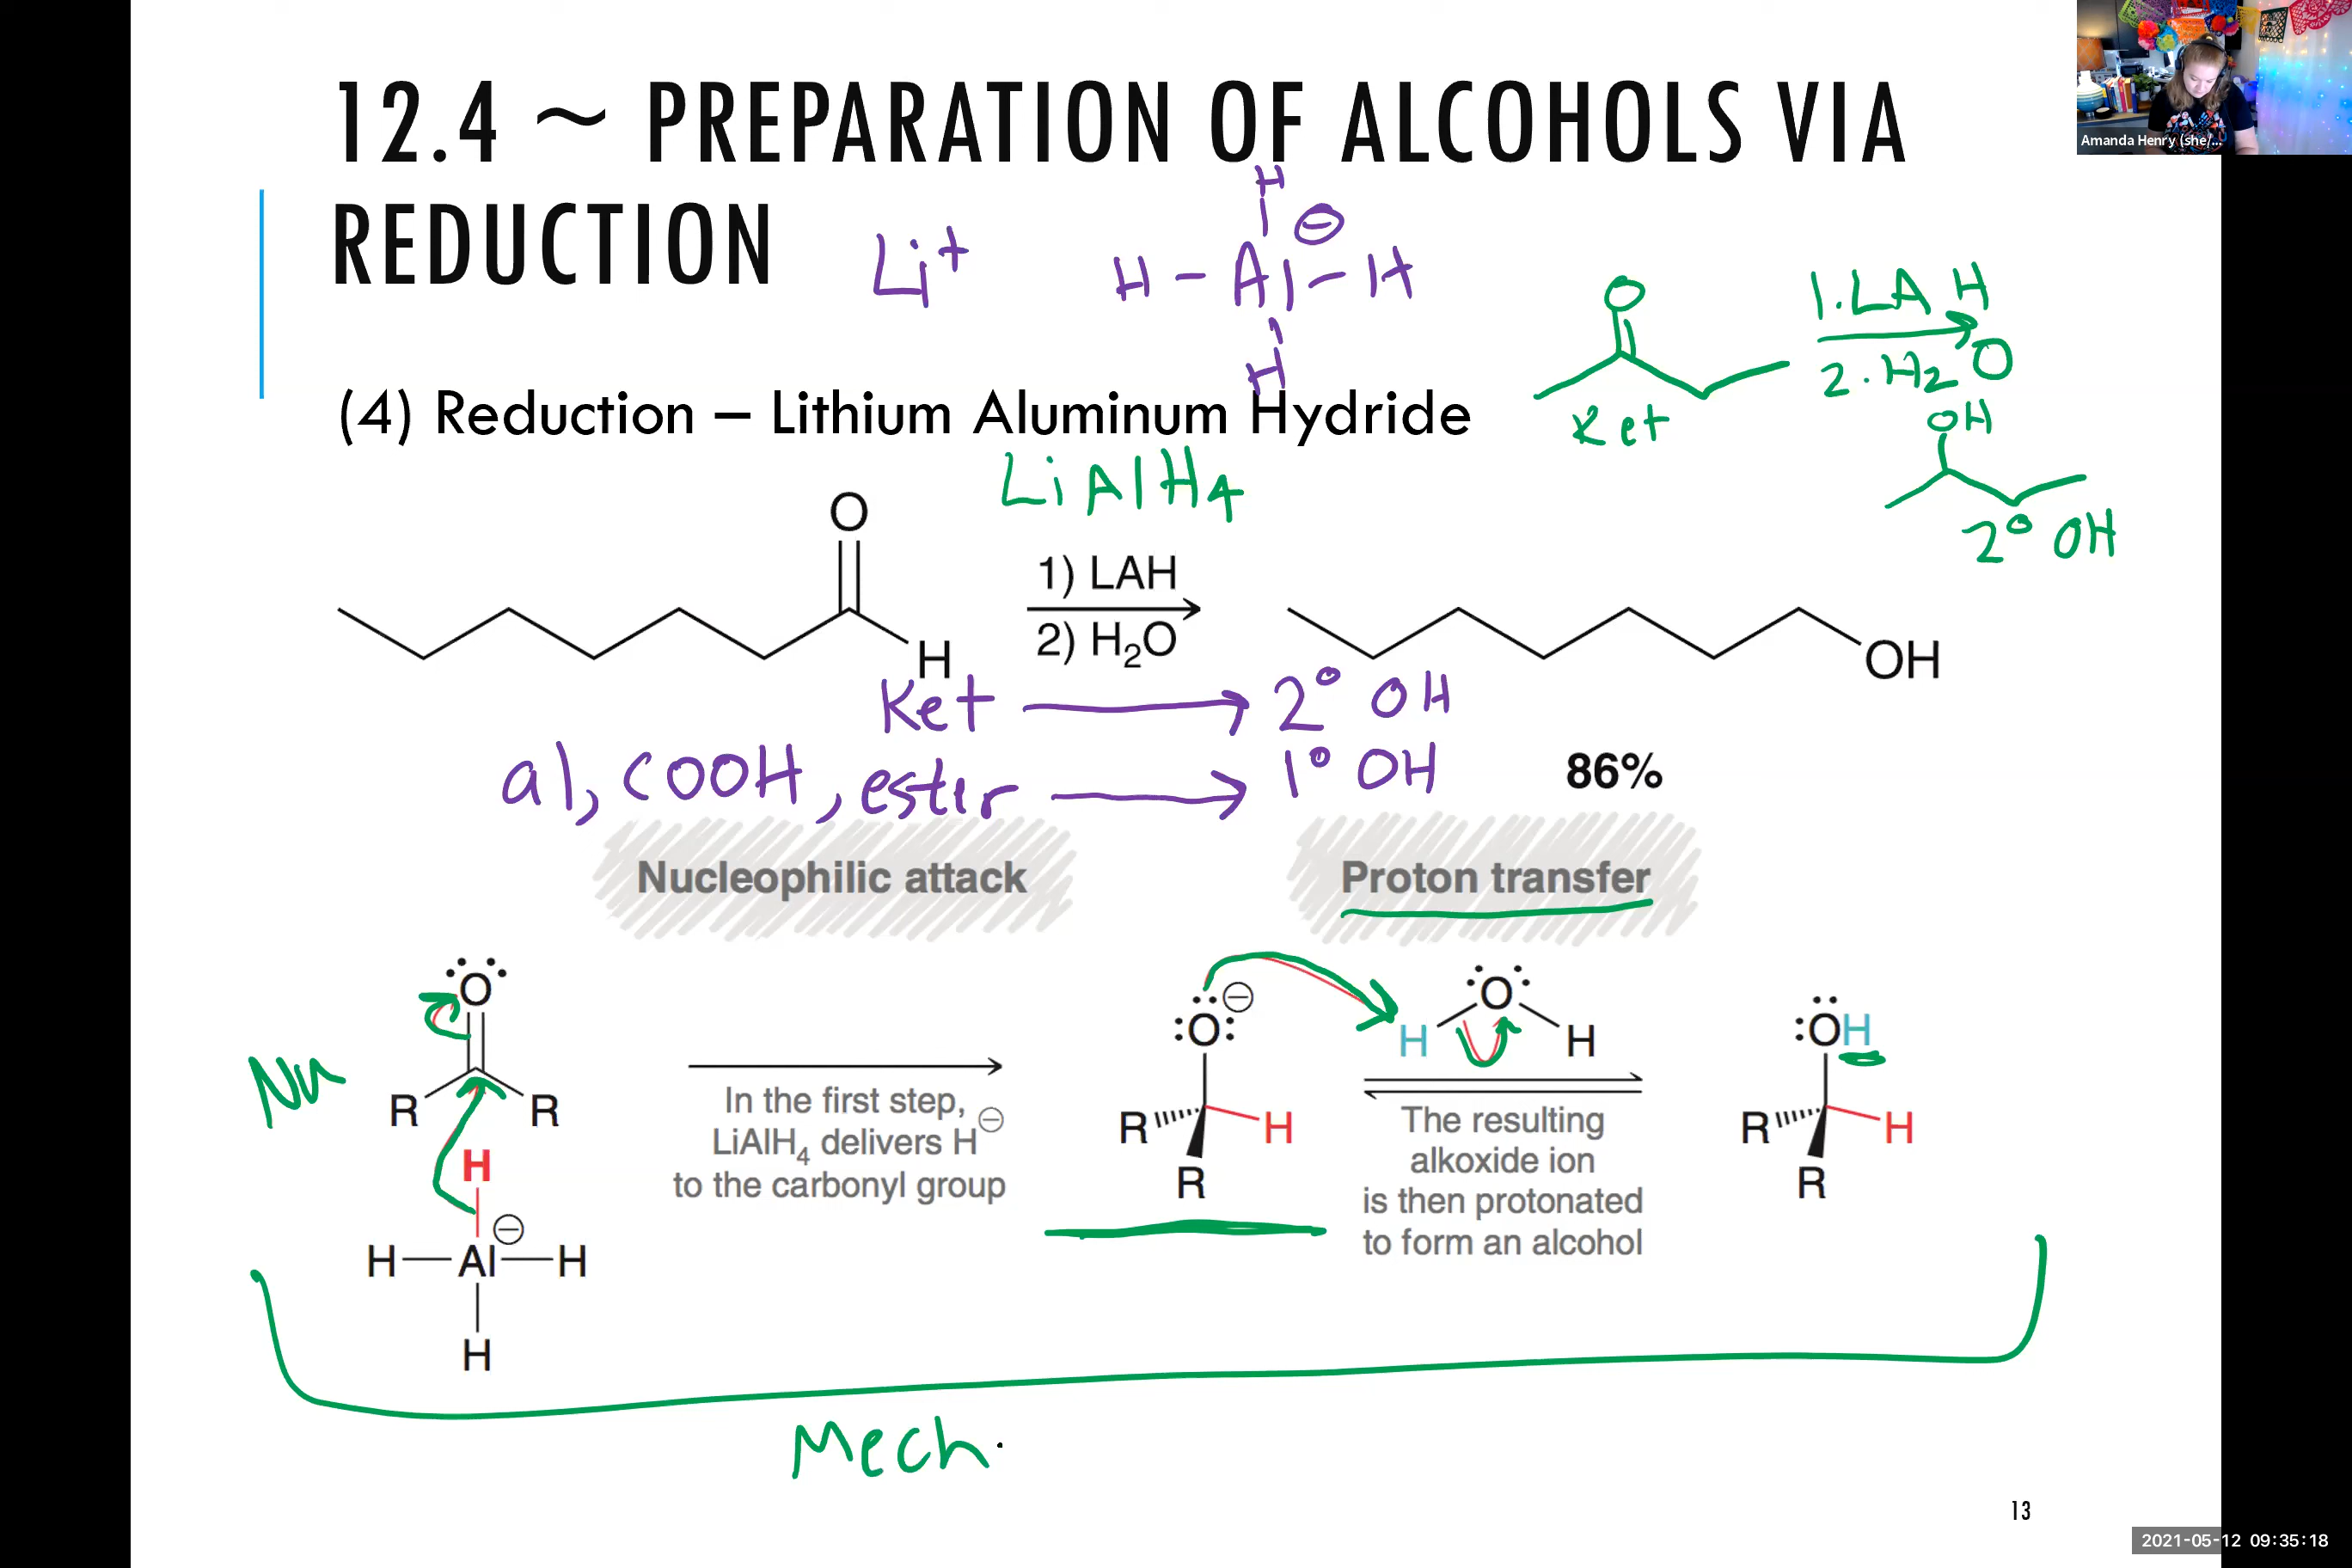 12.4 ~ PREPARATION OF ALCOHOLS VIA
REDUCTION
Amanda Henry (she/...
Li+
H
⊖
H – Al – H
H
O
1. LAH
2. H2O
Ket
OH
2° OH
(4) Reduction – Lithium Aluminum Hydride
LiAlH4
O
H
1) LAH
2) H2O
OH
Ket → 2° OH
al, COOH, ester → 1° OH
86%
Nucleophilic attack
Proton transfer
Nu
O
R R
H
⊖
H—Al—H
H
In the first step,
LiAlH4 delivers H⊖
to the carbonyl group
⊖
:O:
R H
R
O
H H
The resulting
alkoxide ion
is then protonated
to form an alcohol
:OH
R H
R
Mech.
13
2021-05-12 09:35:18